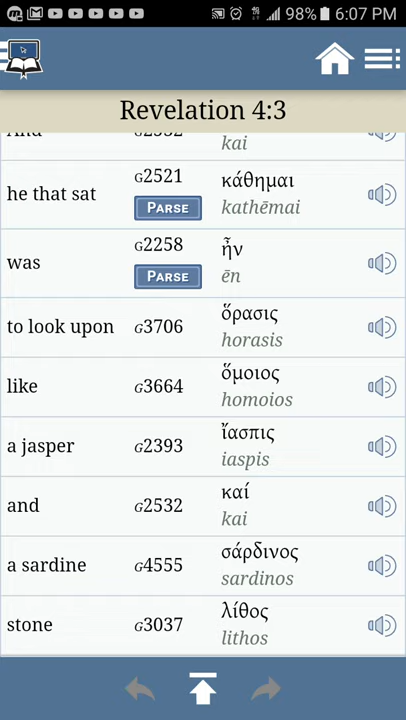 98% 6:07 PM
Revelation 4:3
And G2532
kai
he that sat G2521 κάθημαι
PARSE kathēmai
was G2258 ἦν
PARSE ēn
to look upon G3706 ὅρασις
horasis
like G3664 ὅμοιος
homoios
a jasper G2393 ἴασπις
iaspis
and G2532 καί
kai
a sardine G4555 σάρδινος
sardinos
stone G3037 λίθος
lithos